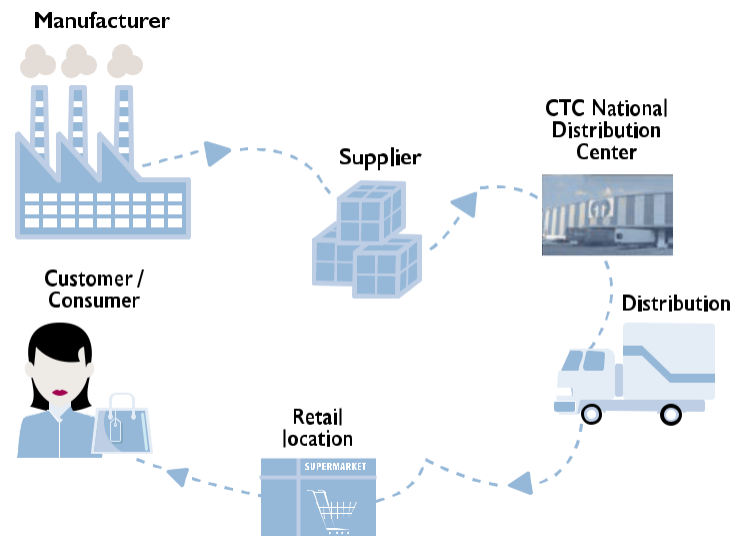 Manufacturer
Supplier
CTC National
Distribution
Center
Distribution
Retail
location
SUPERMARKET
Customer /
Consumer